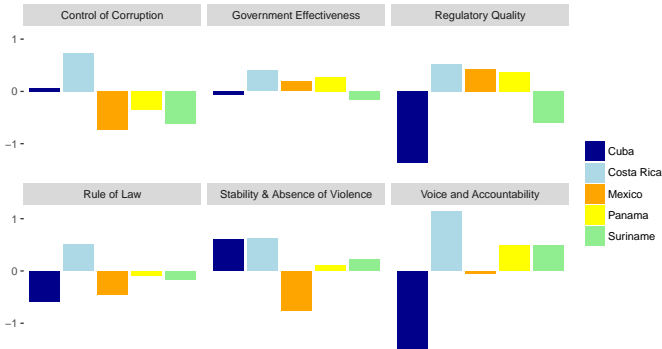 Control of Corruption
Government Effectiveness
Regulatory Quality
1
0
−1
Rule of Law
Stability & Absence of Violence
Voice and Accountability
1
0
−1
Cuba
Costa Rica
Mexico
Panama
Suriname